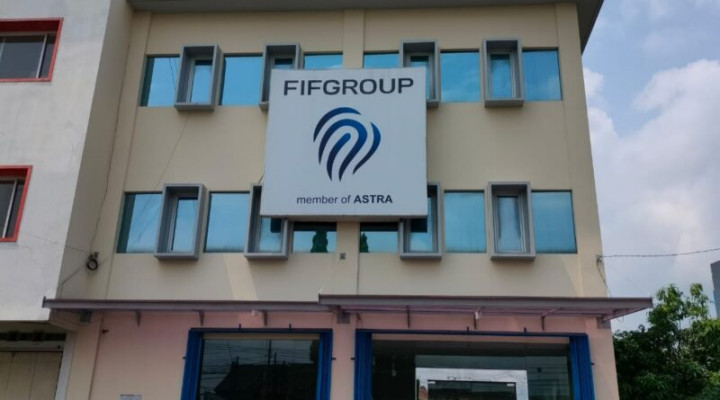 FIFGROUP
member of ASTRA